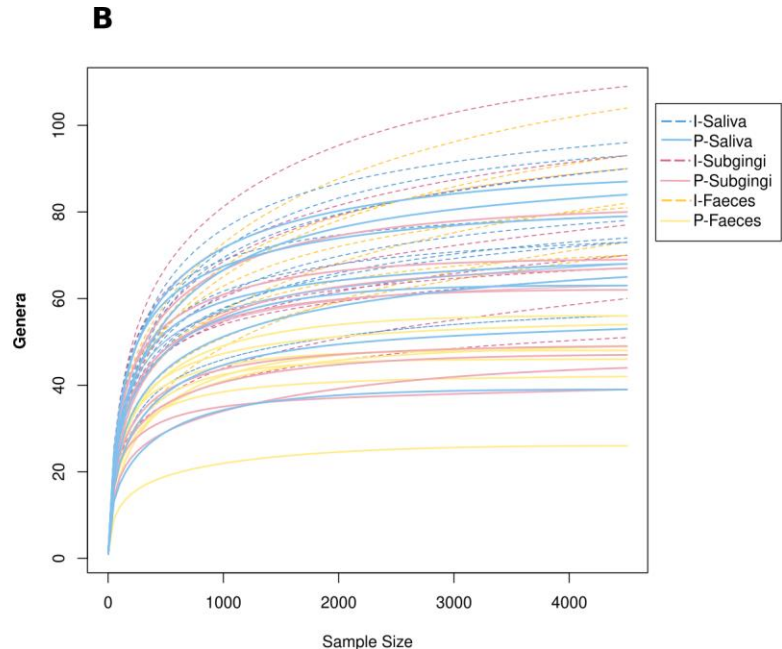 B
Genera
100
80
60
40
20
0
0 1000 2000 3000 4000
Sample Size
I-Saliva
P-Saliva
I-Subgingi
P-Subgingi
I-Faeces
P-Faeces